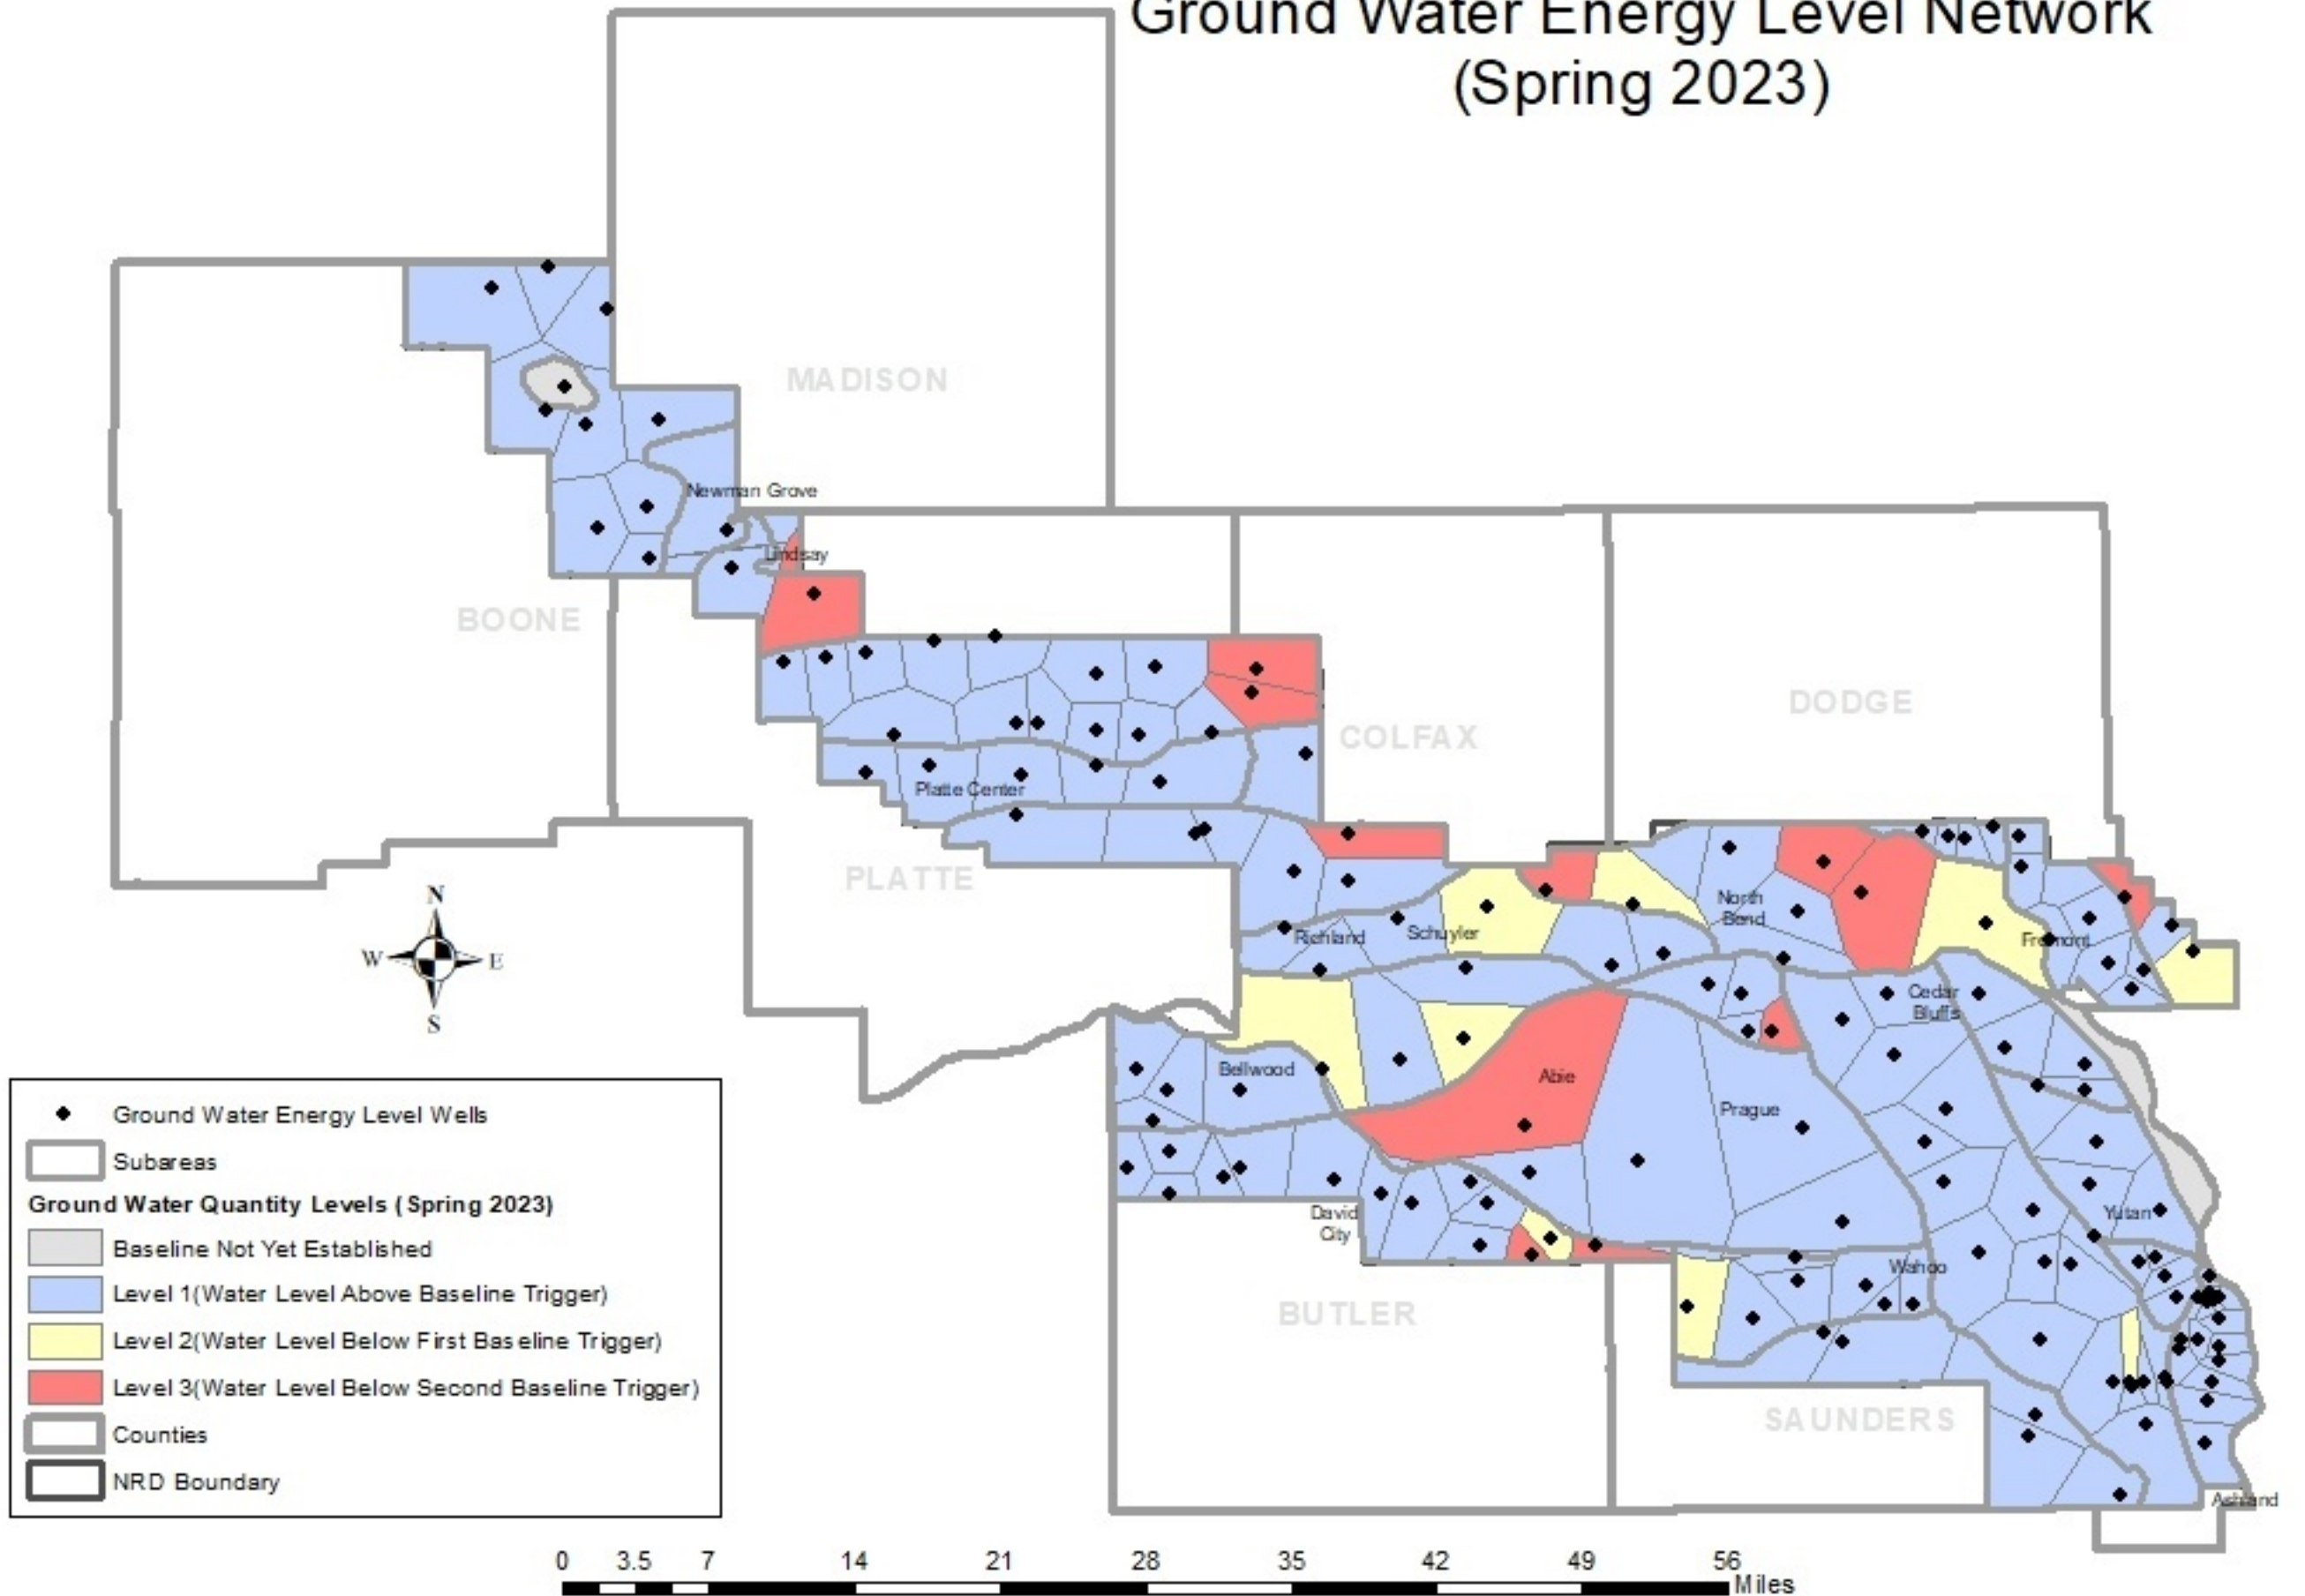 Ground Water Energy Level Network
(Spring 2023)
MADISON
Newman Grove
Lindsay
BOONE
DODGE
COLFAX
Platte Center
PLATTE
North
Bend
Richland
Schuyler
Fremont
Cedar
Bluffs
N
W
E
S
Bellwood
Abie
Prague
David
City
Yutan
Wahoo
BUTLER
SAUNDERS
Ashland
Ground Water Energy Level Wells
Subareas
Ground Water Quantity Levels (Spring 2023)
Baseline Not Yet Established
Level 1(Water Level Above Baseline Trigger)
Level 2(Water Level Below First Baseline Trigger)
Level 3(Water Level Below Second Baseline Trigger)
Counties
NRD Boundary
0 3.5 7 14 21 28 35 42 49 56
Miles